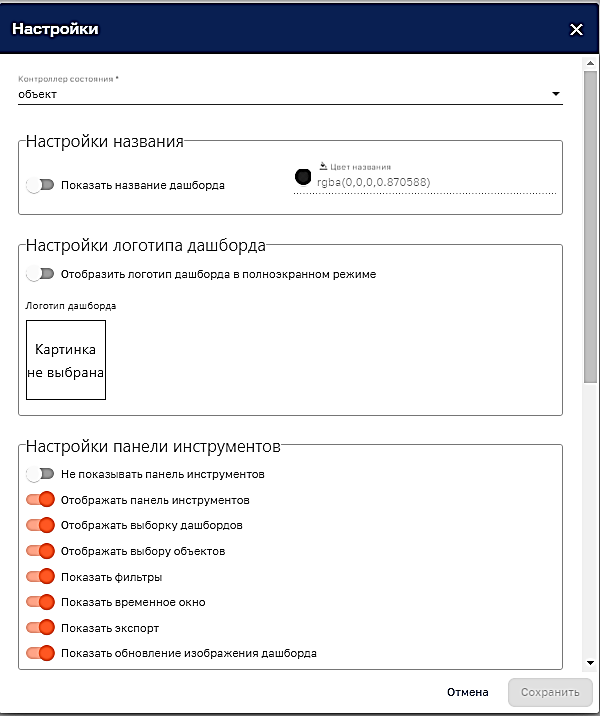 Настройки
Контроллер состояния *
объект
Настройки названия
Показать название дашборда
Цвет названия
rgba(0,0,0,0.870588)
Настройки логотипа дашборда
Отобразить логотип дашборда в полноэкранном режиме
Логотип дашборда
Картинка
не выбрана
Настройки панели инструментов
Не показывать панель инструментов
Отображать панель инструментов
Отображать выборку дашбордов
Отображать выбору объектов
Показать фильтры
Показать временное окно
Показать экспорт
Показать обновление изображения дашборда
Отмена
Сохранить